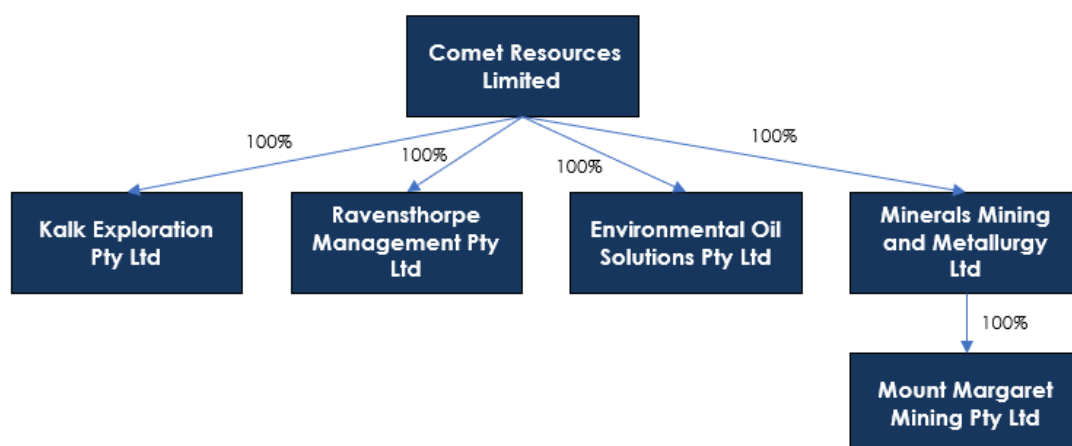 Comet Resources
Limited
100%
100%
100%
100%
Kalk Exploration
Pty Ltd
Ravensthorpe
Management Pty
Ltd
Environmental Oil
Solutions Pty Ltd
Minerals Mining
and Metallurgy
Ltd
100%
Mount Margaret
Mining Pty Ltd